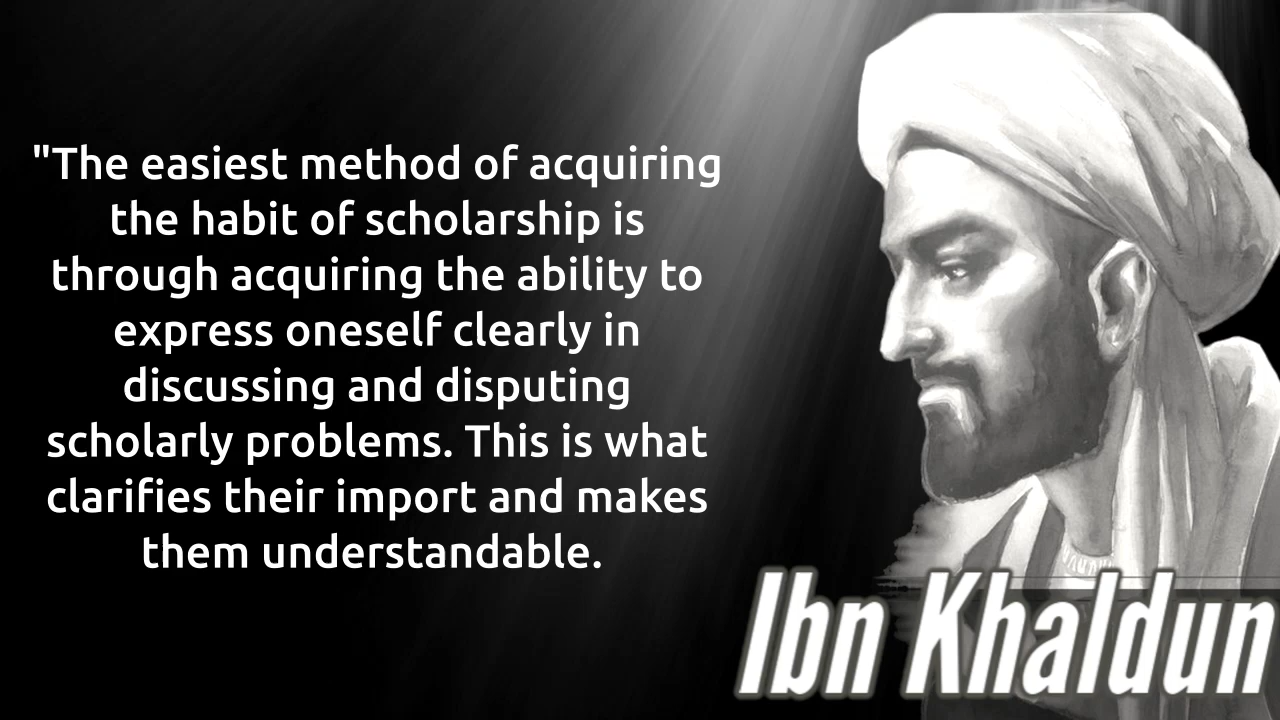 "The easiest method of acquiring
the habit of scholarship is
through acquiring the ability to
express oneself clearly in
discussing and disputing
scholarly problems. This is what
clarifies their import and makes
them understandable.
Ibn Khaldun